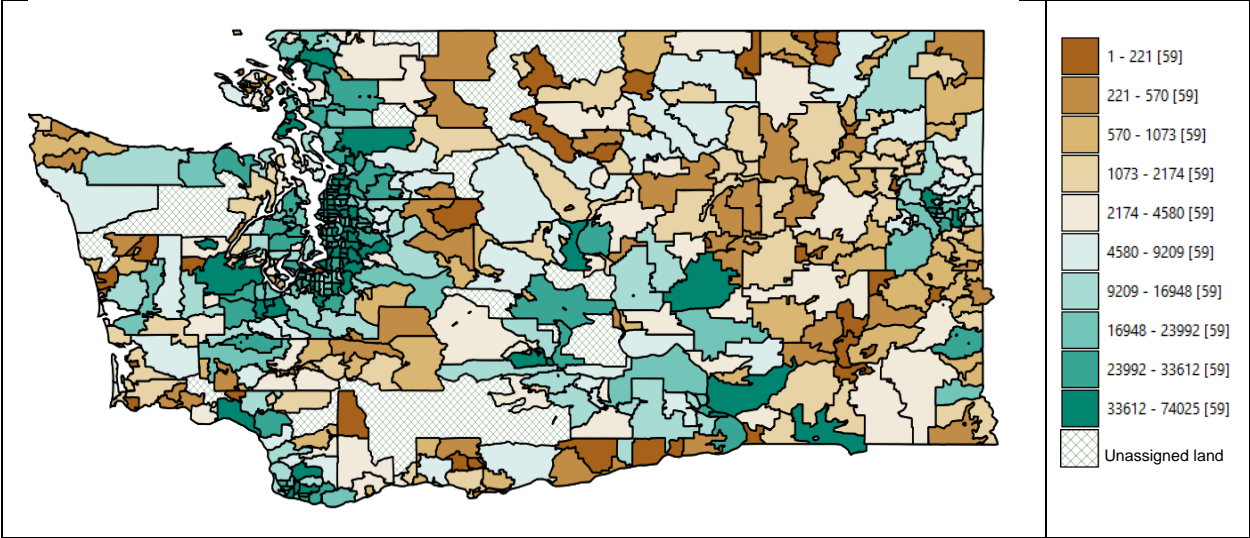 1 - 221 [59]
221 - 570 [59]
570 - 1073 [59]
1073 - 2174 [59]
2174 - 4580 [59]
4580 - 9209 [59]
9209 - 16948 [59]
16948 - 23992 [59]
23992 - 33612 [59]
33612 - 74025 [59]
Unassigned land